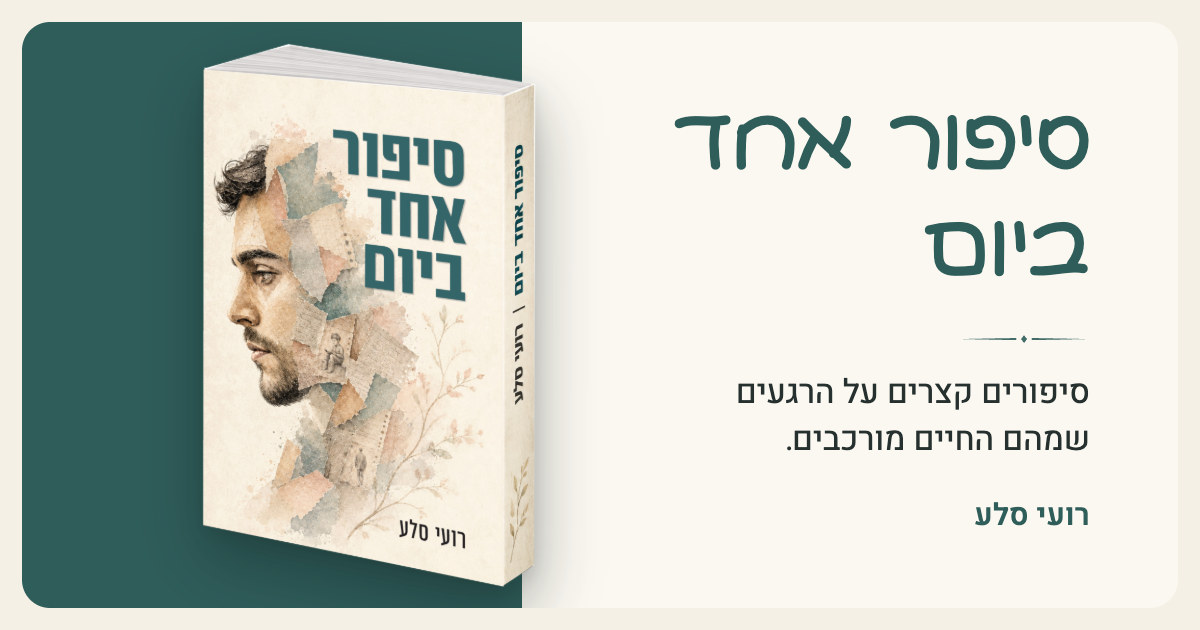 סיפור
אחד
ביום
רועי סלע
סיפור אחד ביום | רועי סלע
סיפור אחד
ביום
סיפורים קצרים על הרגעים
שמהם החיים מורכבים.
רועי סלע